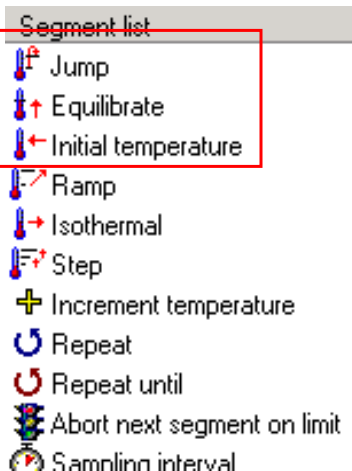 Segment list
Jump
Equilibrate
Initial temperature
Ramp
Isothermal
Step
Increment temperature
Repeat
Repeat until
Abort next segment on limit
Sampling interval